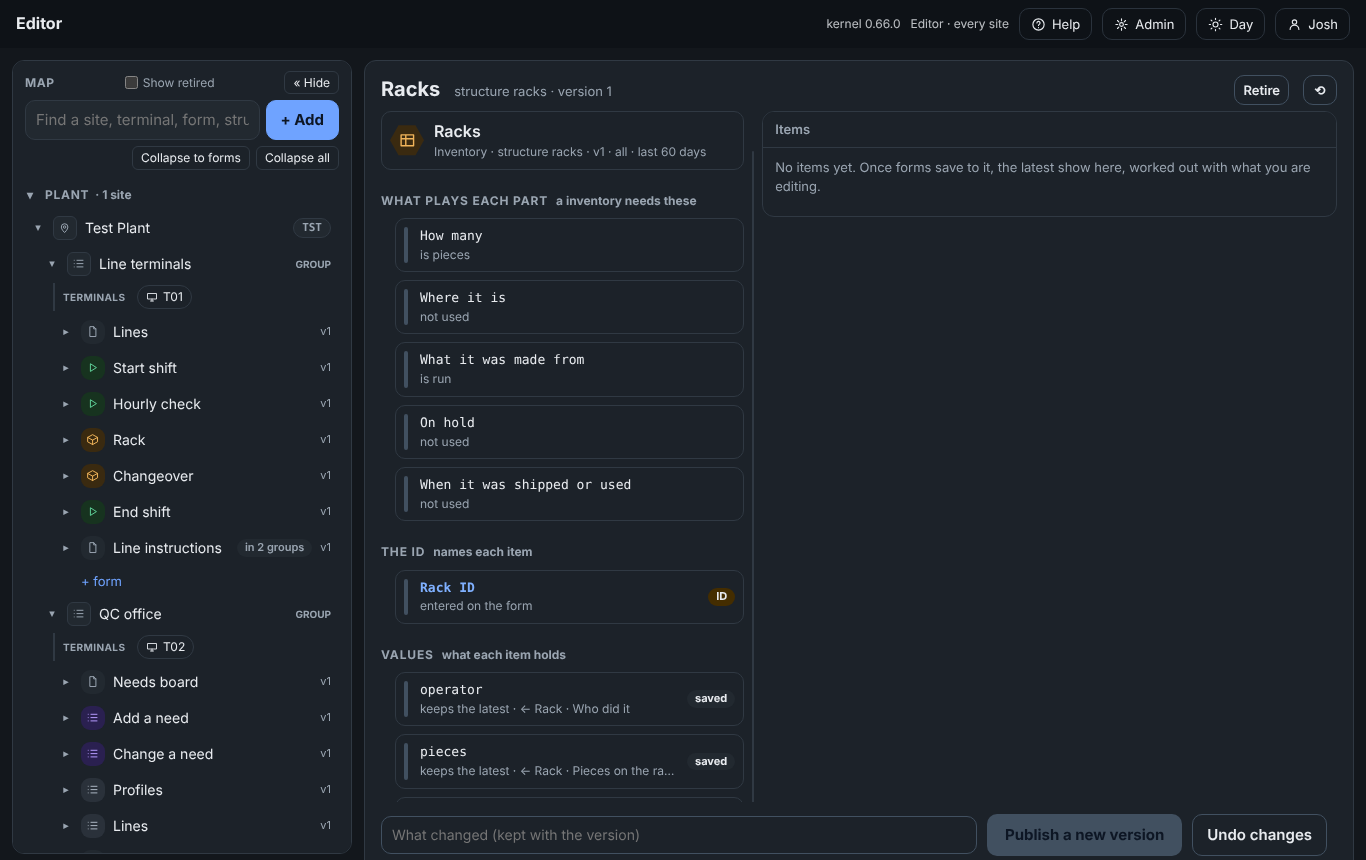 Editor
kernel 0.66.0 Editor · every site Help Admin Day Josh
MAP Show retired « Hide
Find a site, terminal, form, stru + Add
Collapse to forms Collapse all
PLANT · 1 site
Test Plant TST
Line terminals GROUP
TERMINALS T01
Lines v1
Start shift v1
Hourly check v1
Rack v1
Changeover v1
End shift v1
Line instructions in 2 groups v1
+ form
QC office GROUP
TERMINALS T02
Needs board v1
Add a need v1
Change a need v1
Profiles v1
Lines v1
Racks structure racks · version 1 Retire
Racks
Inventory · structure racks · v1 · all · last 60 days
WHAT PLAYS EACH PART a inventory needs these
How many
is pieces
Where it is
not used
What it was made from
is run
On hold
not used
When it was shipped or used
not used
THE ID names each item
Rack ID
entered on the form
ID
VALUES what each item holds
operator
keeps the latest · ← Rack · Who did it
saved
pieces
keeps the latest · ← Rack · Pieces on the ra...
saved
Items
No items yet. Once forms save to it, the latest show here, worked out with what you are
editing.
What changed (kept with the version) Publish a new version Undo changes